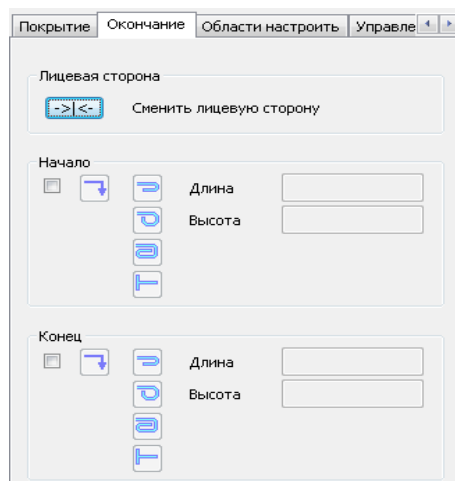 Покрытие Окончание Области настроить Управле
Лицевая сторона
->|<- Сменить лицевую сторону
Начало
Длина
Высота
Конец
Длина
Высота